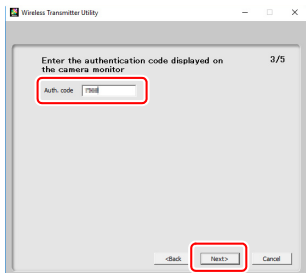 Wireless Transmitter Utility
Enter the authentication code displayed on 3/5
the camera monitor
Auth. code
<Back Next> Cancel